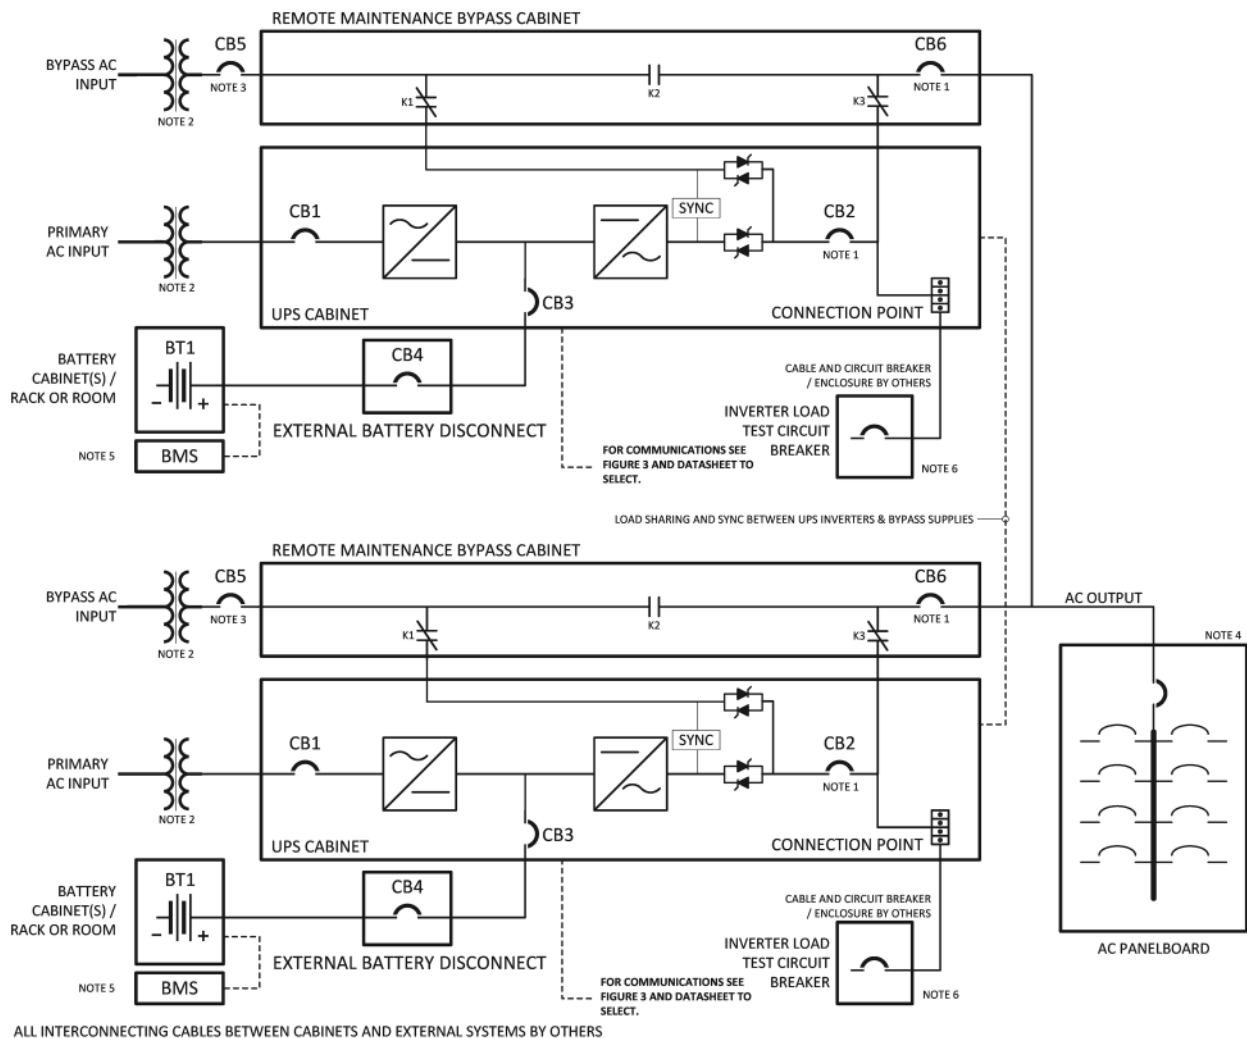 REMOTE MAINTENANCE BYPASS CABINET
BYPASS AC
INPUT
CB5
NOTE 3
NOTE 2
K1
K2
K3
CB6
NOTE 1
PRIMARY
AC INPUT
NOTE 2
CB1
SYNC
CB2
NOTE 1
CB3
UPS CABINET
CONNECTION POINT
BATTERY
CABINET(S) /
RACK OR ROOM
BT1
- +
CB4
EXTERNAL BATTERY DISCONNECT
NOTE 5
BMS
CABLE AND CIRCUIT BREAKER
/ ENCLOSURE BY OTHERS
INVERTER LOAD
TEST CIRCUIT
BREAKER
NOTE 6
FOR COMMUNICATIONS SEE
FIGURE 3 AND DATASHEET TO
SELECT.
LOAD SHARING AND SYNC BETWEEN UPS INVERTERS & BYPASS SUPPLIES
REMOTE MAINTENANCE BYPASS CABINET
BYPASS AC
INPUT
CB5
NOTE 3
NOTE 2
K1
K2
K3
CB6
NOTE 1
AC OUTPUT
NOTE 4
PRIMARY
AC INPUT
NOTE 2
CB1
SYNC
CB2
NOTE 1
CB3
UPS CABINET
CONNECTION POINT
BATTERY
CABINET(S) /
RACK OR ROOM
BT1
- +
CB4
EXTERNAL BATTERY DISCONNECT
NOTE 5
BMS
CABLE AND CIRCUIT BREAKER
/ ENCLOSURE BY OTHERS
INVERTER LOAD
TEST CIRCUIT
BREAKER
NOTE 6
FOR COMMUNICATIONS SEE
FIGURE 3 AND DATASHEET TO
SELECT.
AC PANELBOARD
ALL INTERCONNECTING CABLES BETWEEN CABINETS AND EXTERNAL SYSTEMS BY OTHERS